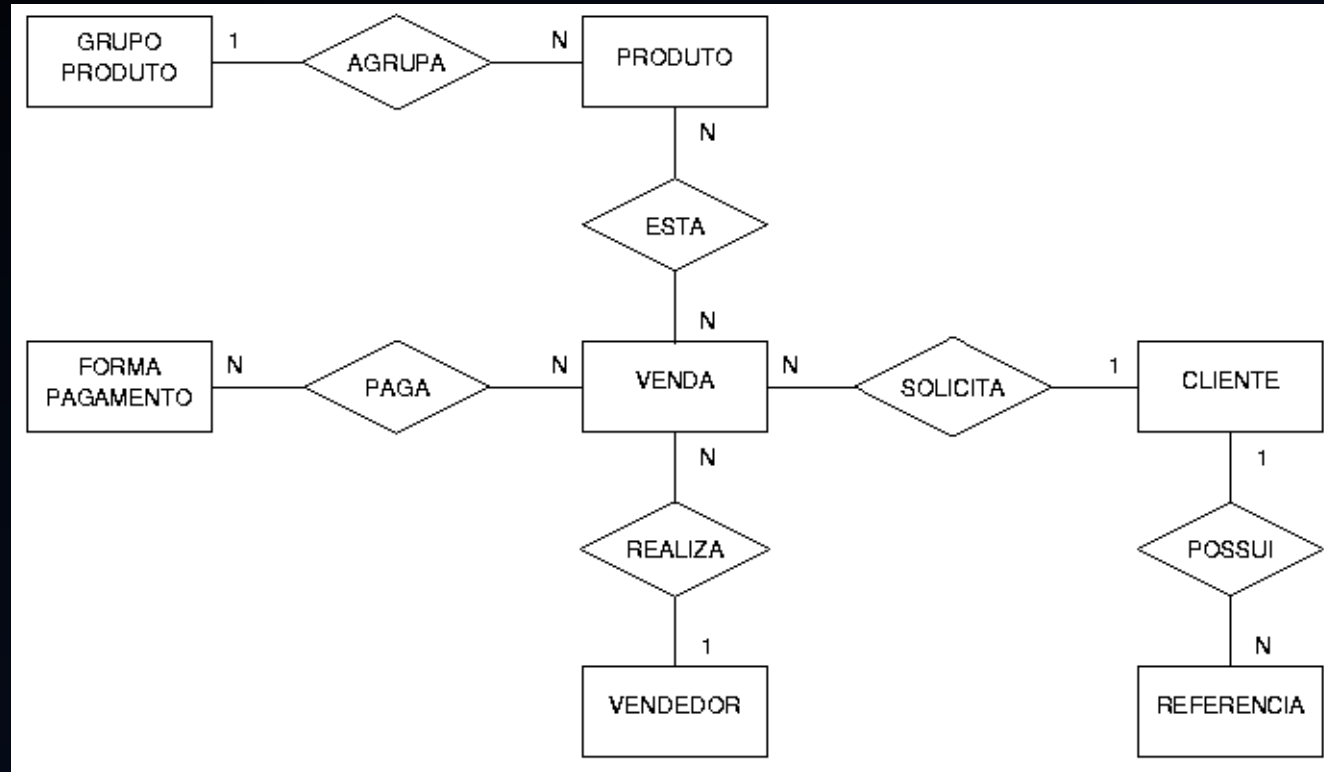 GRUPO
PRODUTO
1
AGRUPA
N
PRODUTO
N
ESTA
N
FORMA
PAGAMENTO
N
PAGA
N
VENDA
N
SOLICITA
1
CLIENTE
N
1
REALIZA
POSSUI
1
N
VENDEDOR
REFERENCIA